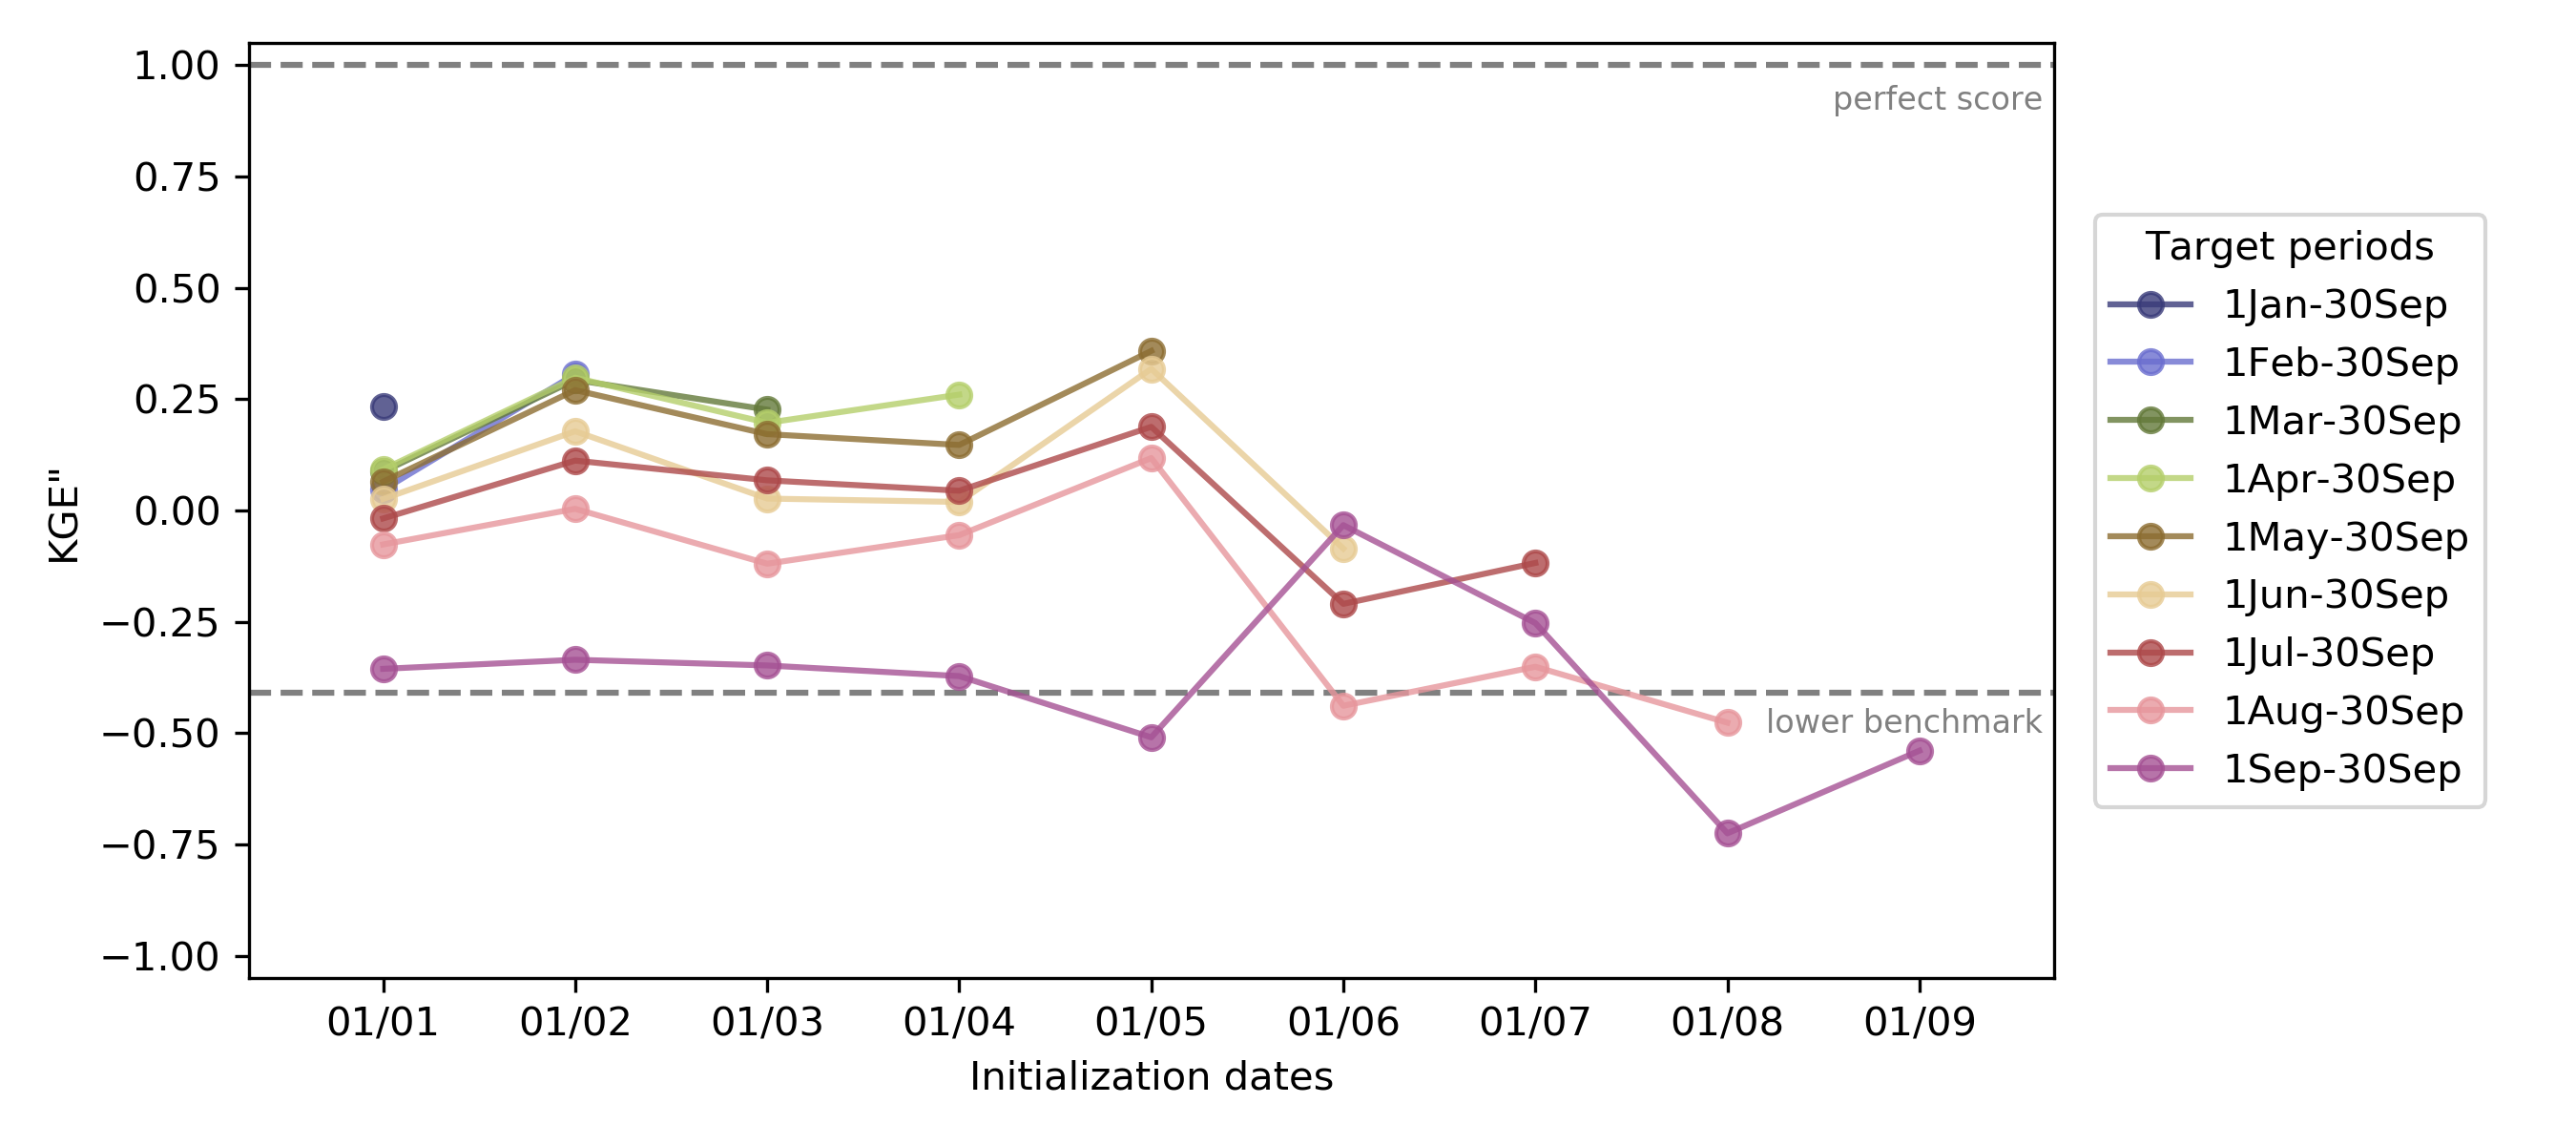 1.00
0.75
0.50
0.25
0.00
−0.25
−0.50
−0.75
−1.00
KGE"
perfect score
lower benchmark
01/01 01/02 01/03 01/04 01/05 01/06 01/07 01/08 01/09
Initialization dates
Target periods
1Jan-30Sep
1Feb-30Sep
1Mar-30Sep
1Apr-30Sep
1May-30Sep
1Jun-30Sep
1Jul-30Sep
1Aug-30Sep
1Sep-30Sep